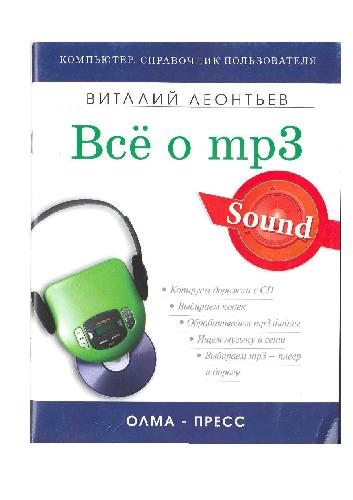 КОМПЬЮТЕР. СПРАВОЧНИК ПОЛЬЗОВАТЕЛЯ
ВИТАЛИЙ ЛЕОНТЬЕВ
Всё о mp3
Sound
• Копируем дорожки с CD
• Выбираем кодек
• Обрабатываем mp3 файлы
• Ищем музыку в сети
• Выбираем mp3 – плеер
в дорогу
ОЛМА - ПРЕСС